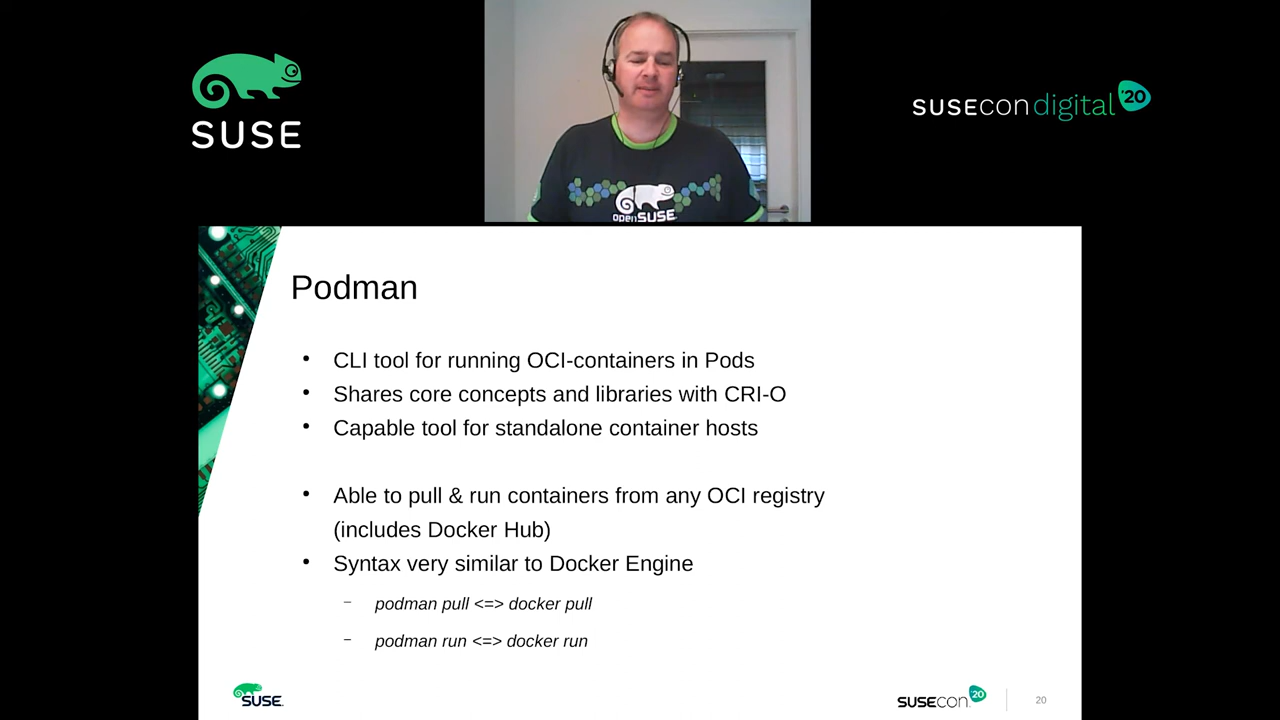 SUSE
SUSEcon digital '20
openSUSE
Podman
• CLI tool for running OCI-containers in Pods
• Shares core concepts and libraries with CRI-O
• Capable tool for standalone container hosts
• Able to pull & run containers from any OCI registry
(includes Docker Hub)
• Syntax very similar to Docker Engine
– podman pull <=> docker pull
– podman run <=> docker run
SUSE
SUSEcon '20
20